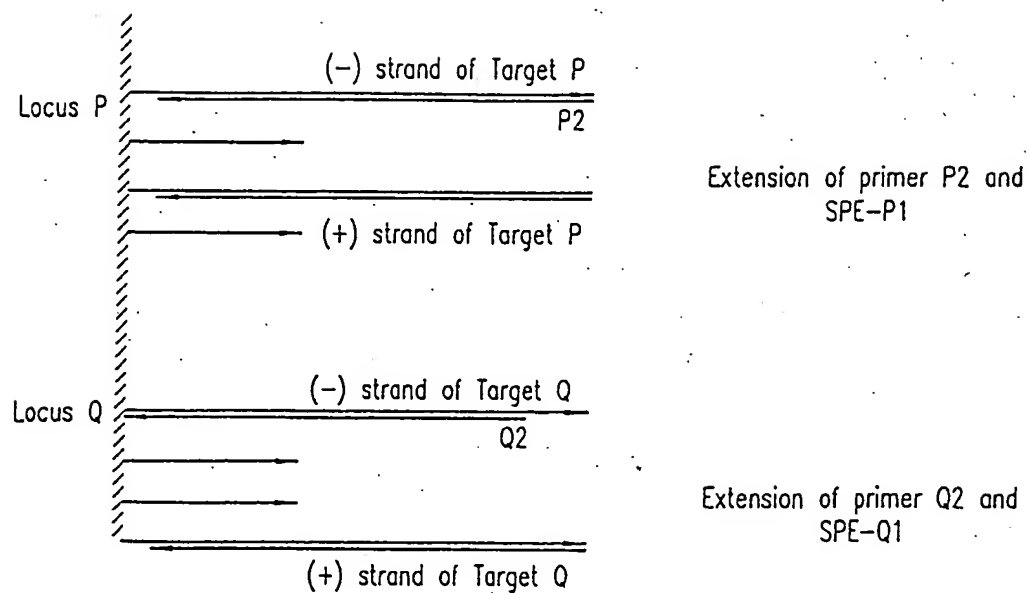 (-) strand of Target P
Locus P
P2
Extension of primer P2 and
SPE-P1
(+) strand of Target P
(-) strand of Target Q
Locus Q
Q2
Extension of primer Q2 and
SPE-Q1
(+) strand of Target Q